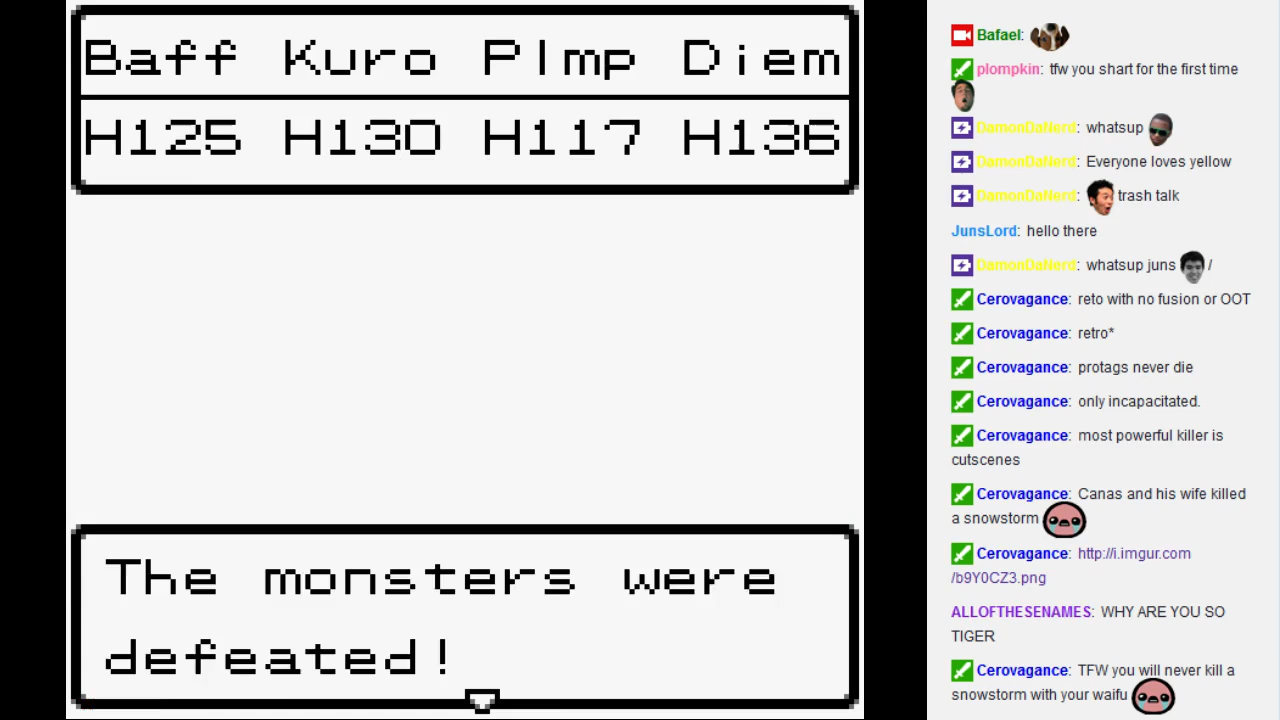 Baff Kuro Plmp Diem
H125 H130 H117 H136
The monsters were
defeated!
Bafael:
plompkin: tfw you shart for the first time
DamonDaNerd: whatsup
DamonDaNerd: Everyone loves yellow
DamonDaNerd: trash talk
JunsLord: hello there
DamonDaNerd: whatsup juns /
Cerovagance: reto with no fusion or OOT
Cerovagance: retro*
Cerovagance: protags never die
Cerovagance: only incapacitated.
Cerovagance: most powerful killer is
cutscenes
Cerovagance: Canas and his wife killed
a snowstorm
Cerovagance: http://i.imgur.com
/b9Y0CZ3.png
ALLOFTHESENAMES: WHY ARE YOU SO
TIGER
Cerovagance: TFW you will never kill a
snowstorm with your waifu